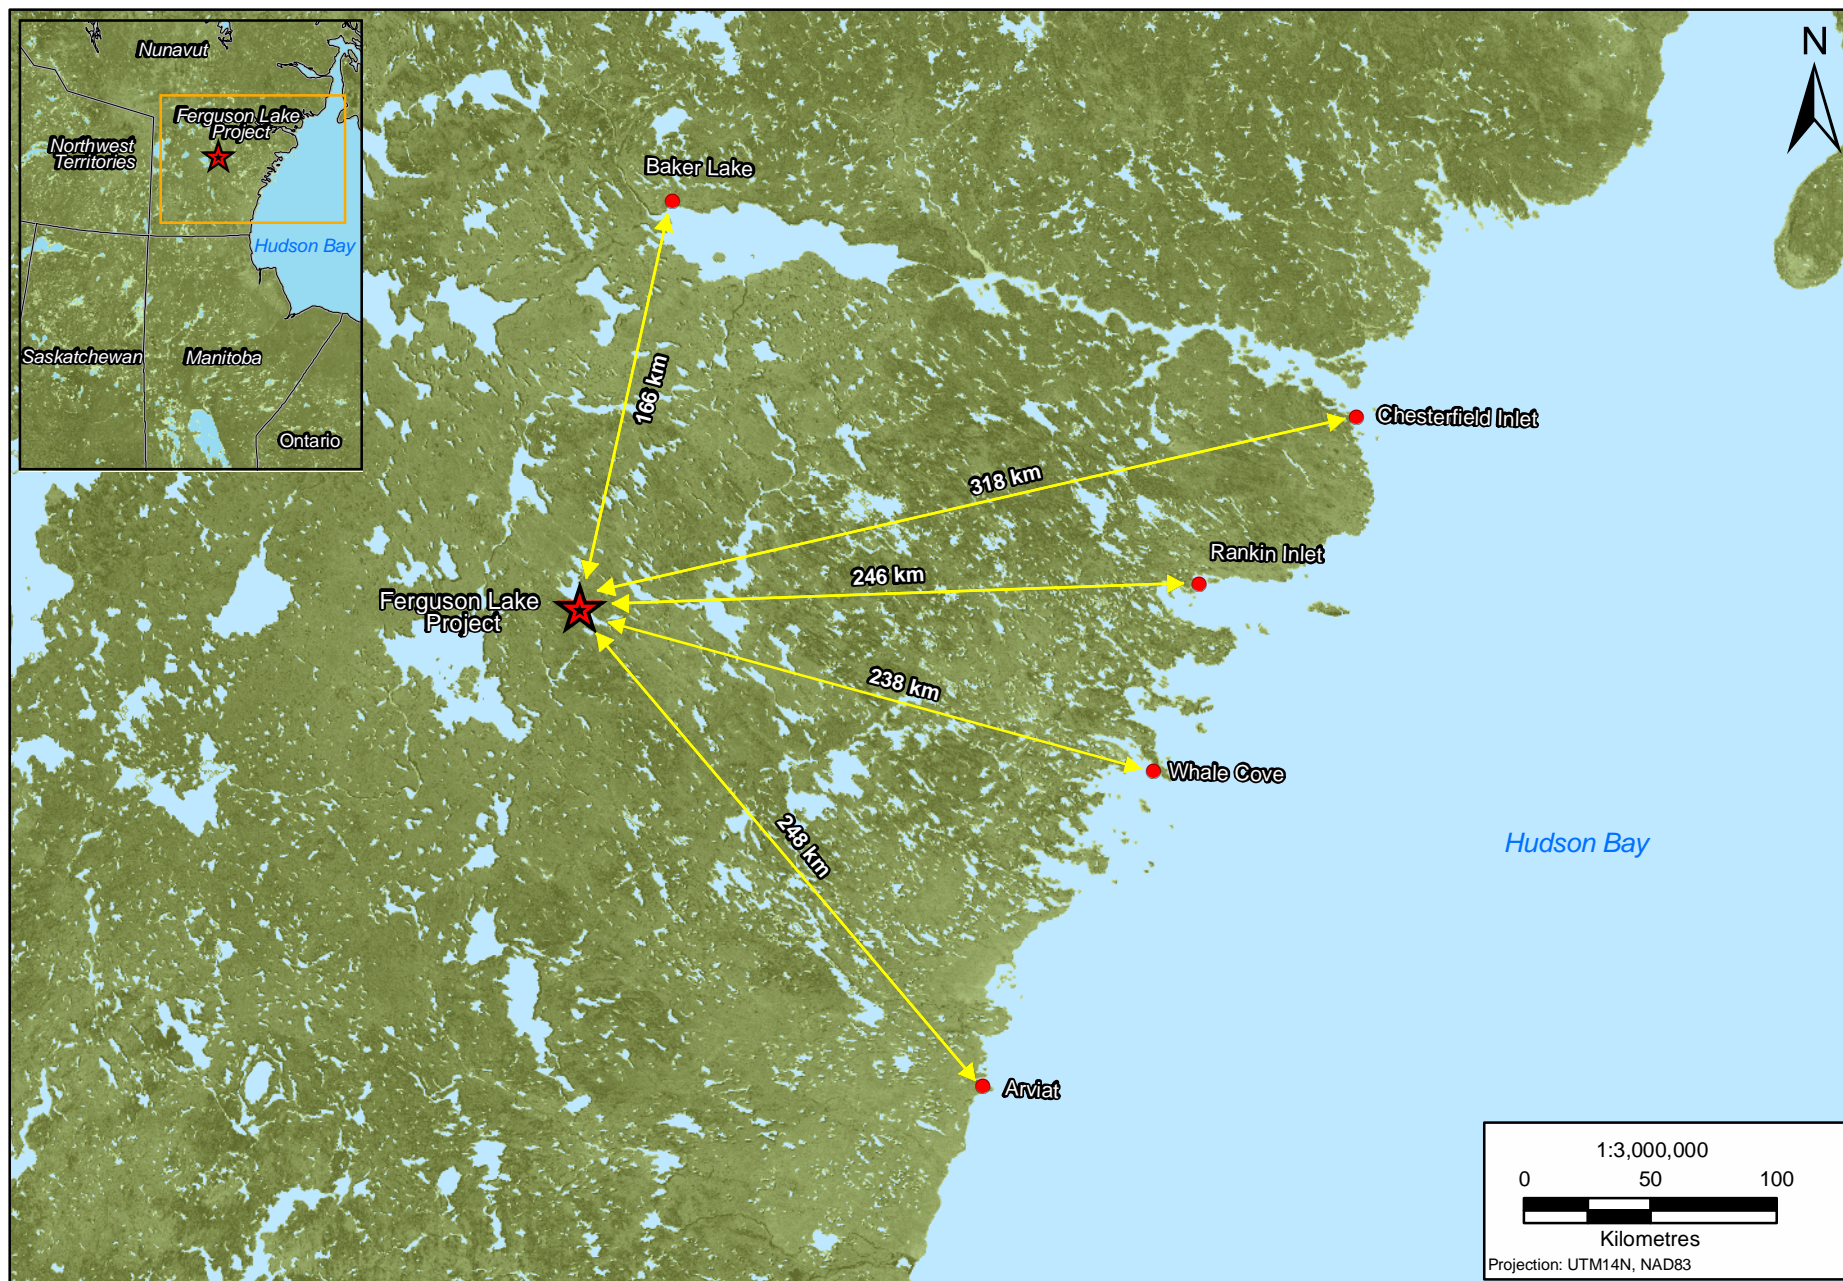 Nunavut
Ferguson Lake
Project
Northwest
Territories
Hudson Bay
Saskatchewan
Manitoba
Ontario
N
Baker Lake
166 km
Chesterfield Inlet
318 km
Rankin Inlet
246 km
Ferguson Lake
Project
238 km
Whale Cove
248 km
Hudson Bay
Arviat
1:3,000,000
0 50 100
Kilometres
Projection: UTM14N, NAD83